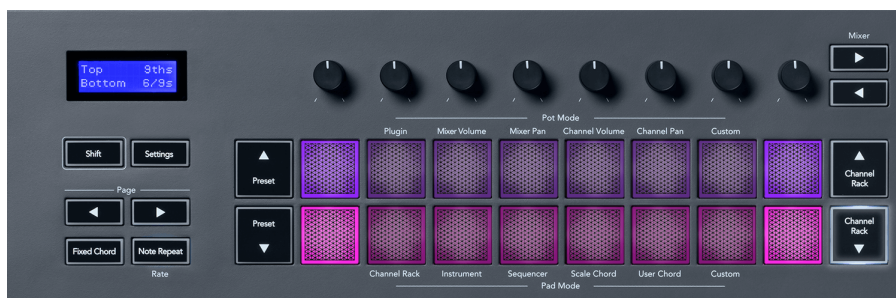 Mixer
Top 9ths
Bottom 6/9s
Pot Mode
Plugin Mixer Volume Mixer Pan Channel Volume Channel Pan Custom
Shift Settings
Preset
Channel
Rack
Page
Preset
Channel
Rack
Fixed Chord Note Repeat
Rate
Channel Rack Instrument Sequencer Scale Chord User Chord Custom
Pad Mode